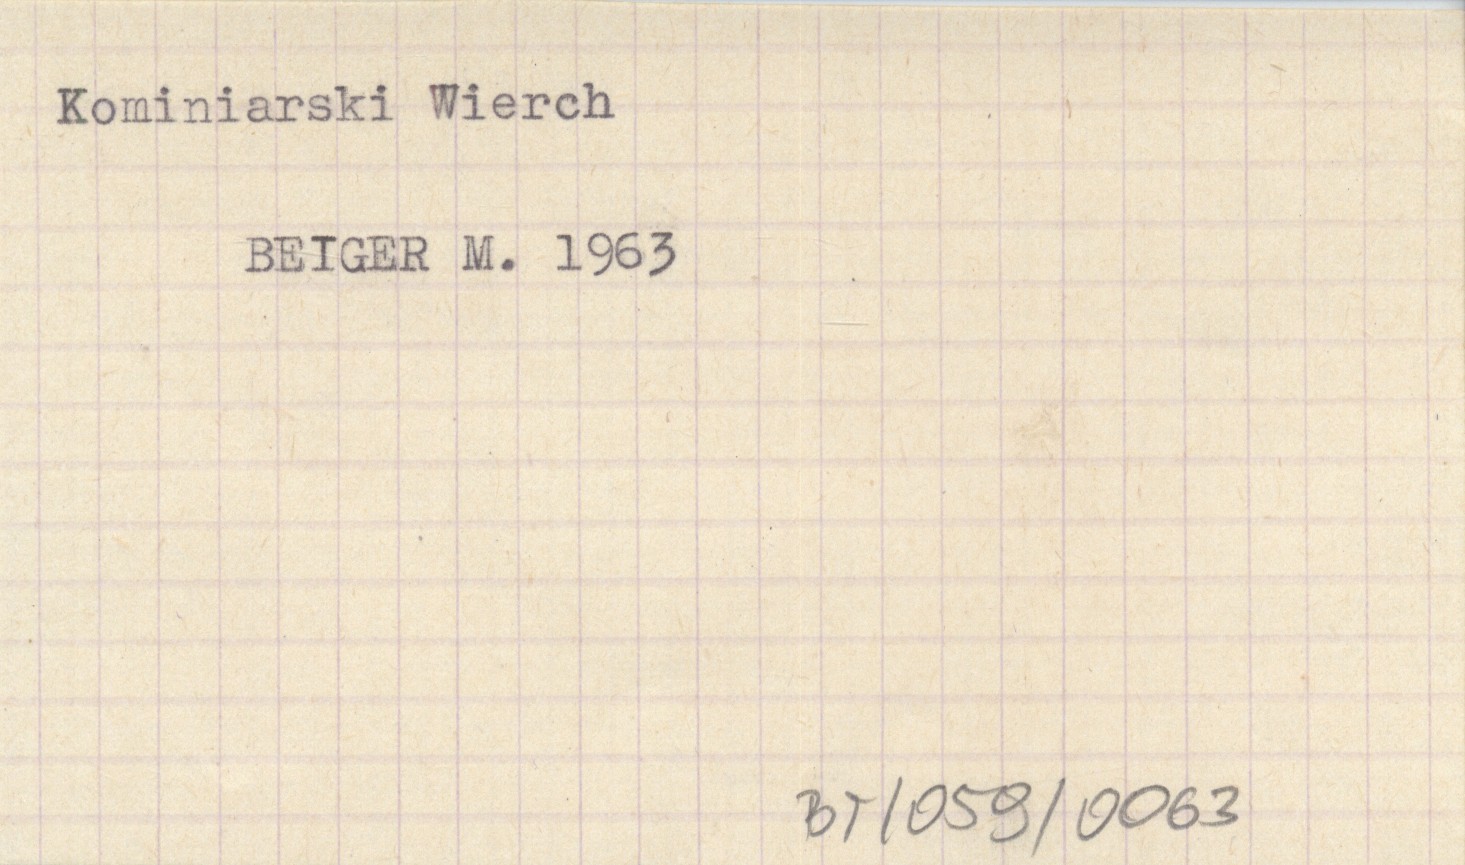 Kominiarski Wierch
BEIGER M. 1963
BT/059/0063